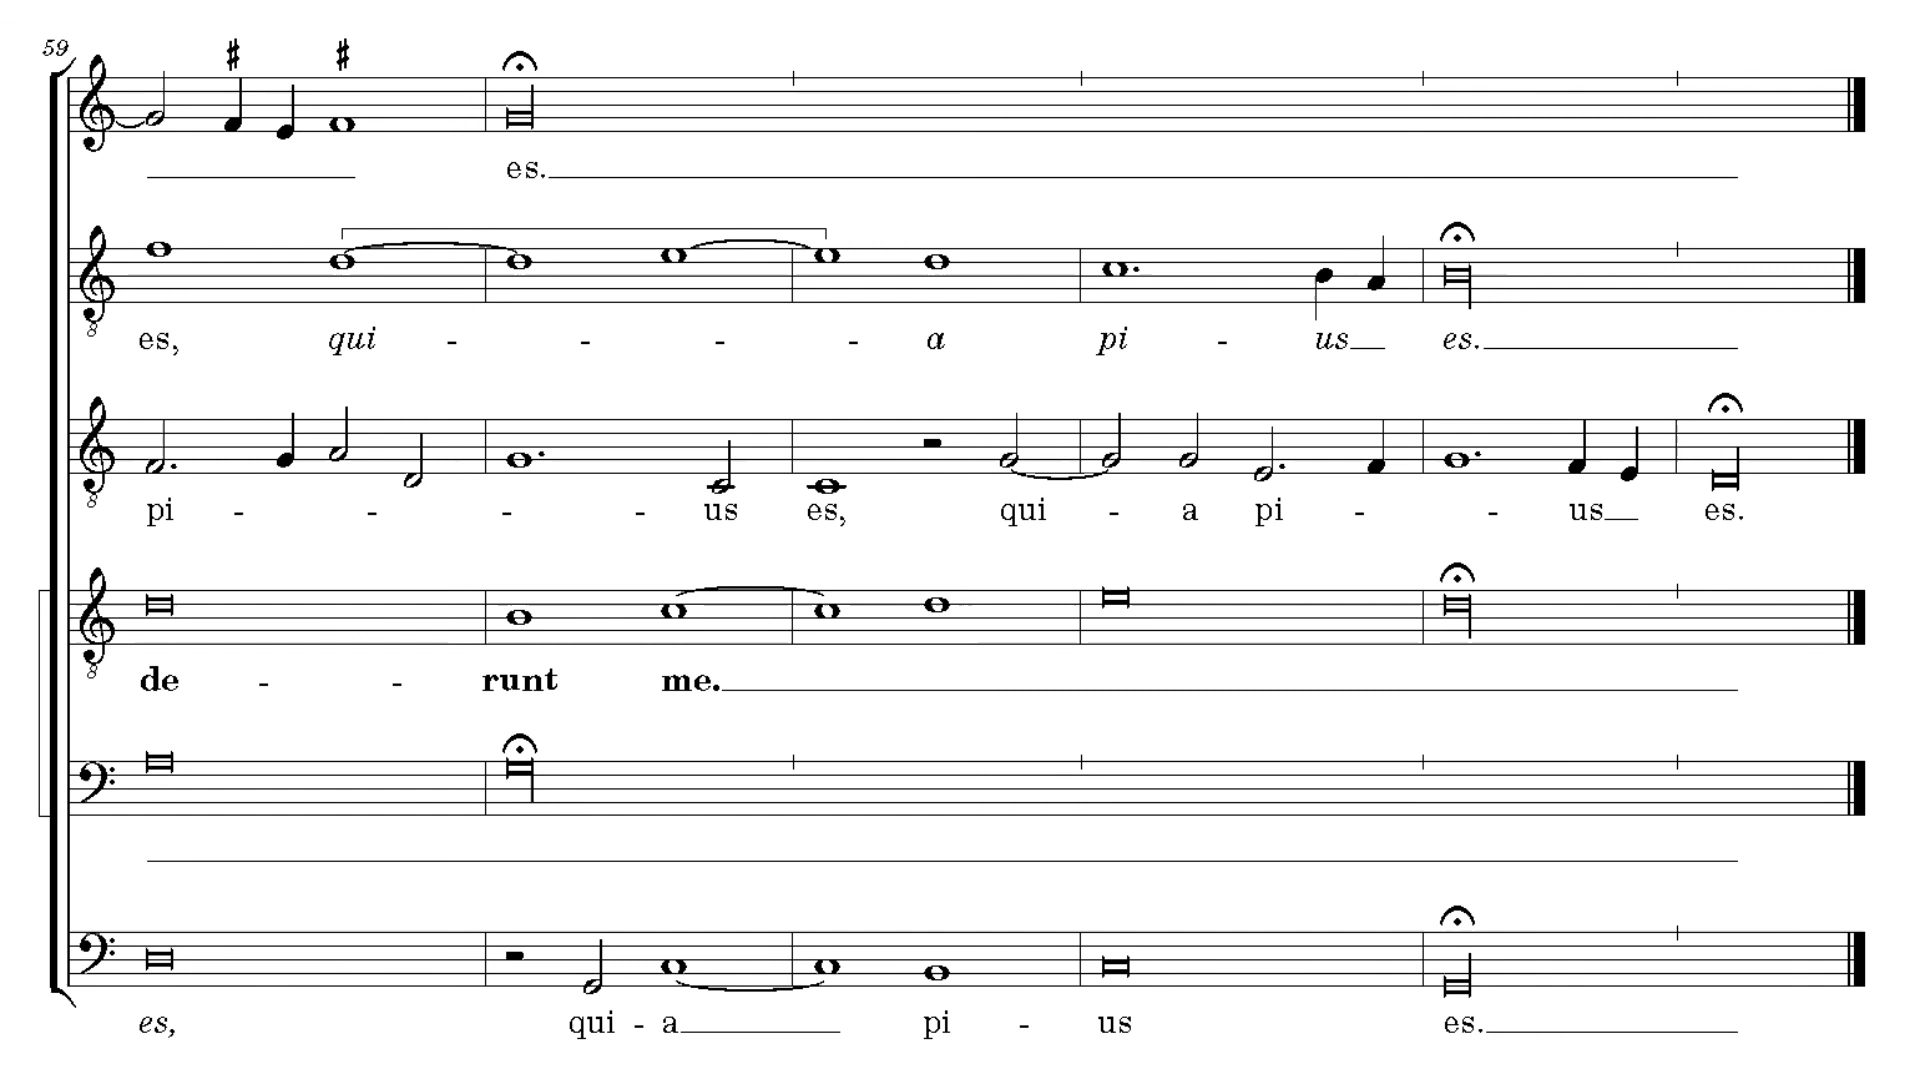 59
es.
es, qui - - - - a pi - us es.
pi - - - - us es, qui - a pi - - us es.
de - - runt me.
es, qui - a pi - us es.